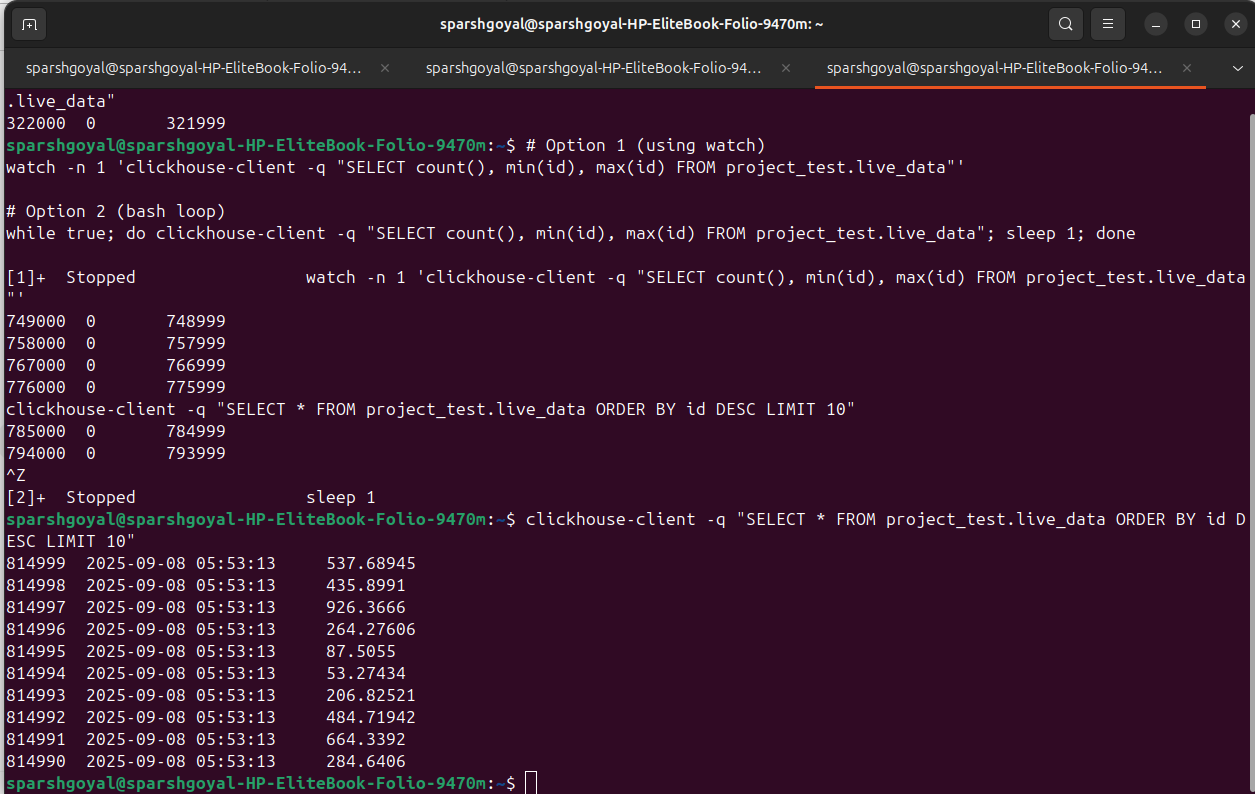 sparshgoyal@sparshgoyal-HP-EliteBook-Folio-9470m: ~
sparshgoyal@sparshgoyal-HP-EliteBook-Folio-94...
sparshgoyal@sparshgoyal-HP-EliteBook-Folio-94...
sparshgoyal@sparshgoyal-HP-EliteBook-Folio-94...
.live_data"
322000  0       321999
sparshgoyal@sparshgoyal-HP-EliteBook-Folio-9470m:~$ # Option 1 (using watch)
watch -n 1 'clickhouse-client -q "SELECT count(), min(id), max(id) FROM project_test.live_data"'

# Option 2 (bash loop)
while true; do clickhouse-client -q "SELECT count(), min(id), max(id) FROM project_test.live_data"; sleep 1; done

[1]+  Stopped                 watch -n 1 'clickhouse-client -q "SELECT count(), min(id), max(id) FROM project_test.live_data
"'
749000  0       748999
758000  0       757999
767000  0       766999
776000  0       775999
clickhouse-client -q "SELECT * FROM project_test.live_data ORDER BY id DESC LIMIT 10"
785000  0       784999
794000  0       793999
^Z
[2]+  Stopped                 sleep 1
sparshgoyal@sparshgoyal-HP-EliteBook-Folio-9470m:~$ clickhouse-client -q "SELECT * FROM project_test.live_data ORDER BY id D
ESC LIMIT 10"
814999  2025-09-08 05:53:13     537.68945
814998  2025-09-08 05:53:13     435.8991
814997  2025-09-08 05:53:13     926.3666
814996  2025-09-08 05:53:13     264.27606
814995  2025-09-08 05:53:13     87.5055
814994  2025-09-08 05:53:13     53.27434
814993  2025-09-08 05:53:13     206.82521
814992  2025-09-08 05:53:13     484.71942
814991  2025-09-08 05:53:13     664.3392
814990  2025-09-08 05:53:13     284.6406
sparshgoyal@sparshgoyal-HP-EliteBook-Folio-9470m:~$